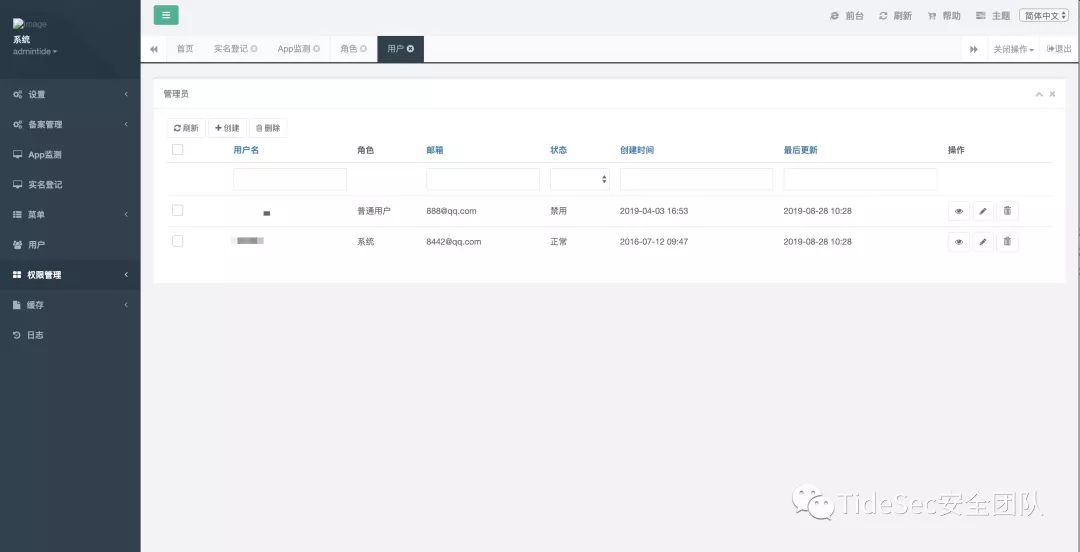 image
系统
admintide
设置
备案管理
App监测
实名登记
菜单
用户
权限管理
缓存
日志
前台 刷新 帮助 主题 简体中文
首页 实名登记 App监测 角色 用户 关闭操作 退出
管理员
刷新 创建 删除
用户名 角色 邮箱 状态 创建时间 最后更新 操作
普通用户 888@qq.com 禁用 2019-04-03 16:53 2019-08-28 10:28
系统 8442@qq.com 正常 2016-07-12 09:47 2019-08-28 10:28
TideSec安全团队